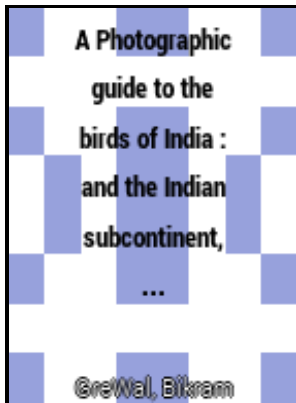 A Photographic
guide to the
birds of India :
and the Indian
subcontinent,
...
GreWal, Bikram